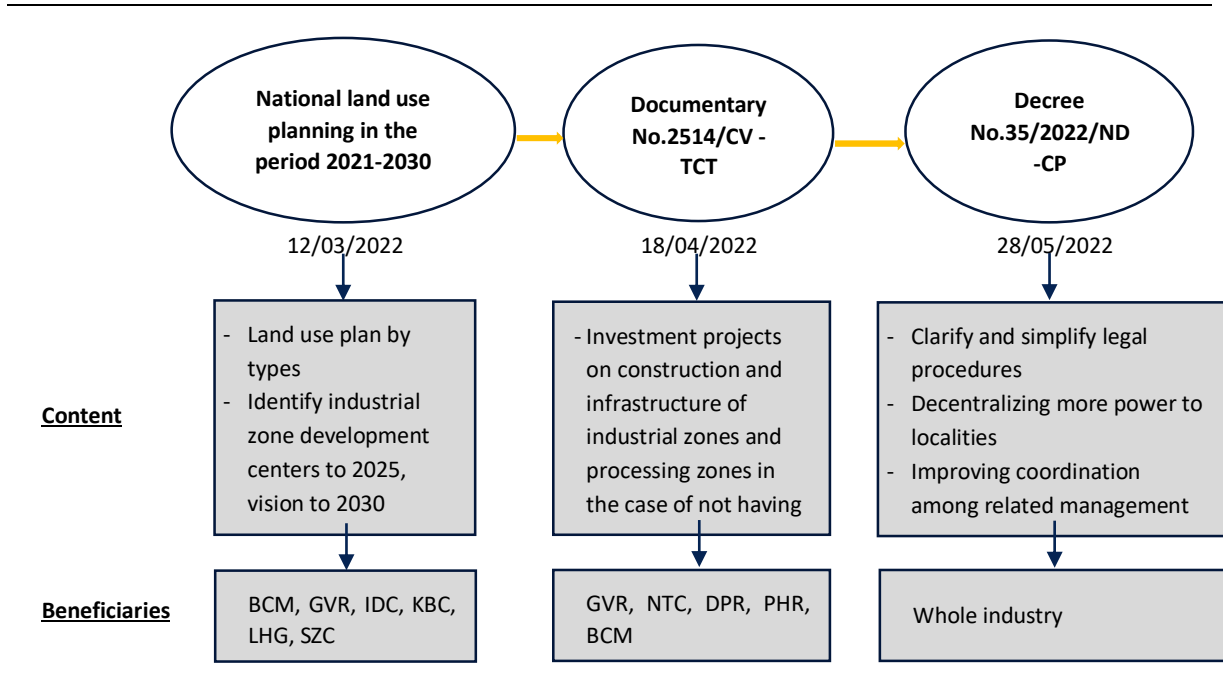 National land use
planning in the
period 2021-2030
Documentary
No.2514/CV -
TCT
Decree
No.35/2022/ND
-CP
12/03/2022
18/04/2022
28/05/2022
Content
- Land use plan by
types
- Identify industrial
zone development
centers to 2025,
vision to 2030
- Investment projects
on construction and
infrastructure of
industrial zones and
processing zones in
the case of not having
- Clarify and simplify legal
procedures
- Decentralizing more power to
localities
- Improving coordination
among related management
Beneficiaries
BCM, GVR, IDC, KBC,
LHG, SZC
GVR, NTC, DPR, PHR,
BCM
Whole industry